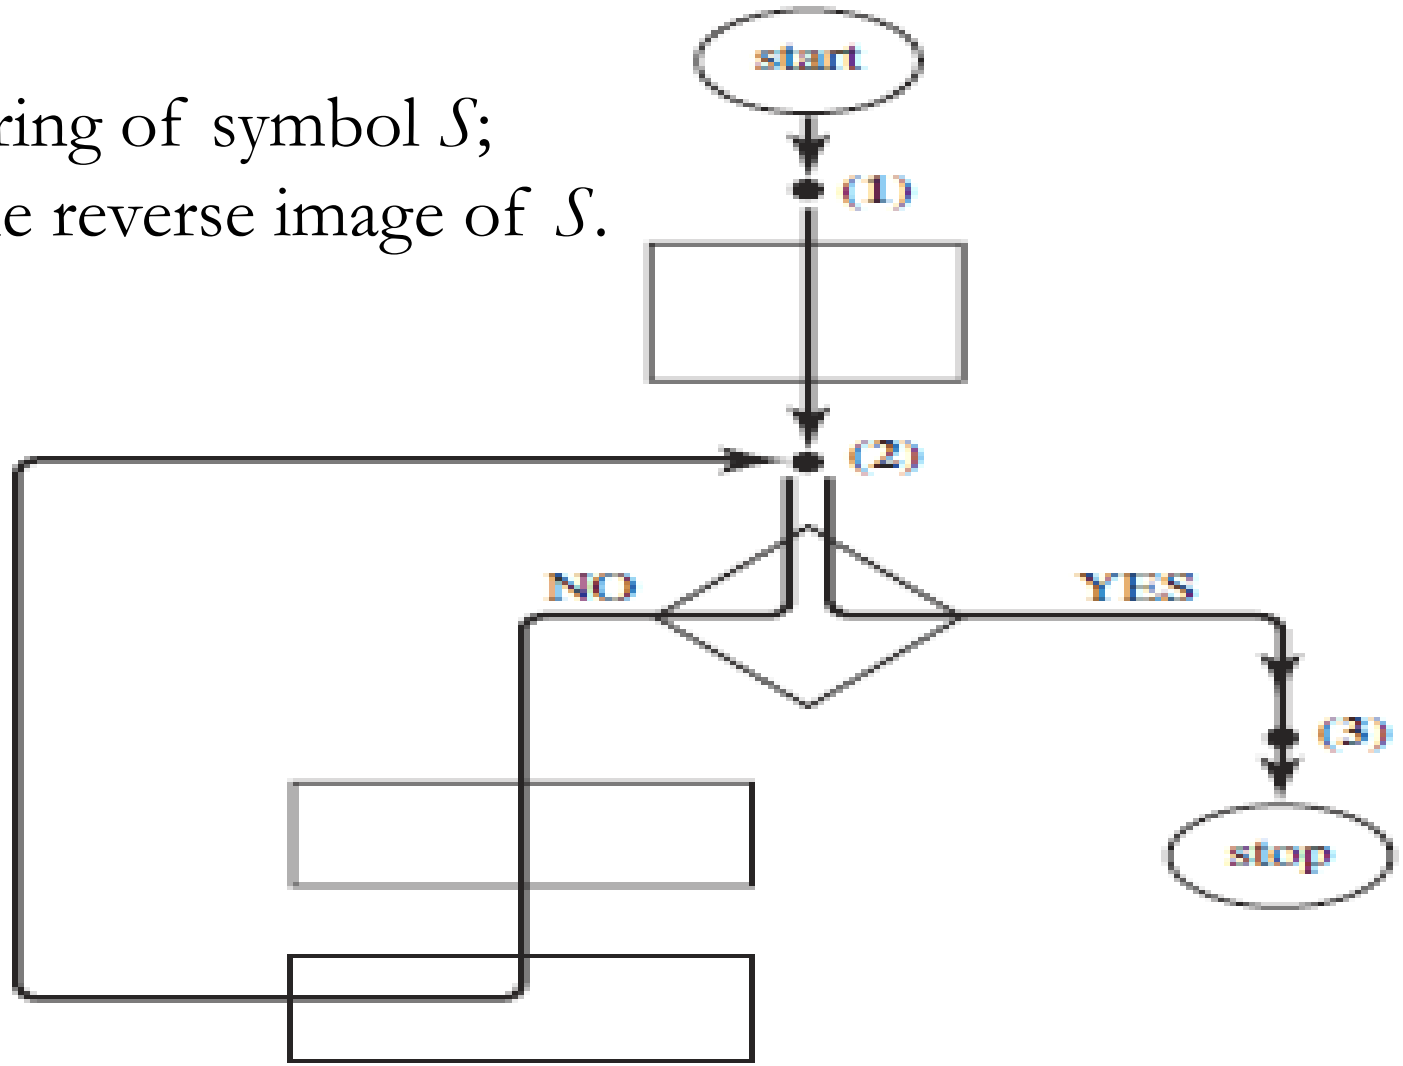 start
ring of symbol S;
(1)
e reverse image of S.
(2)
NO
YES
(3)
stop